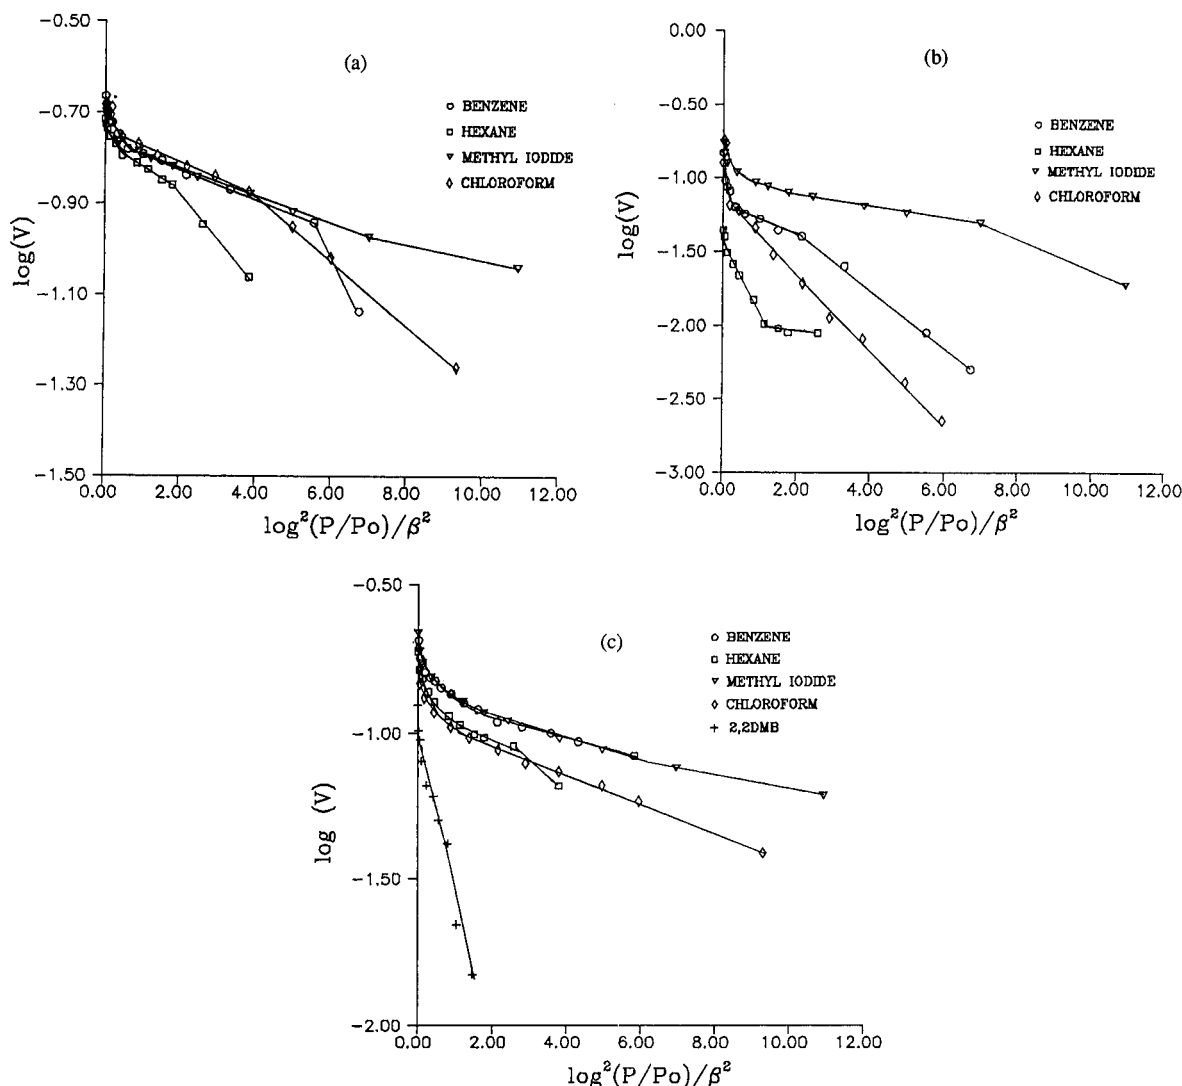 (a)
−0.50
−0.70
−0.90
−1.10
−1.30
−1.50
log(V)
BENZENE
HEXANE
METHYL IODIDE
CHLOROFORM
0.00 2.00 4.00 6.00 8.00 10.00 12.00
log²(P/Po)/β²
(b)
0.00
−0.50
−1.00
−1.50
−2.00
−2.50
−3.00
log(V)
BENZENE
HEXANE
METHYL IODIDE
CHLOROFORM
0.00 2.00 4.00 6.00 8.00 10.00 12.00
log²(P/Po)/β²
(c)
−0.50
−1.00
−1.50
−2.00
log (V)
BENZENE
HEXANE
METHYL IODIDE
CHLOROFORM
2,2DMB
0.00 2.00 4.00 6.00 8.00 10.00 12.00
log²(P/Po)/β²